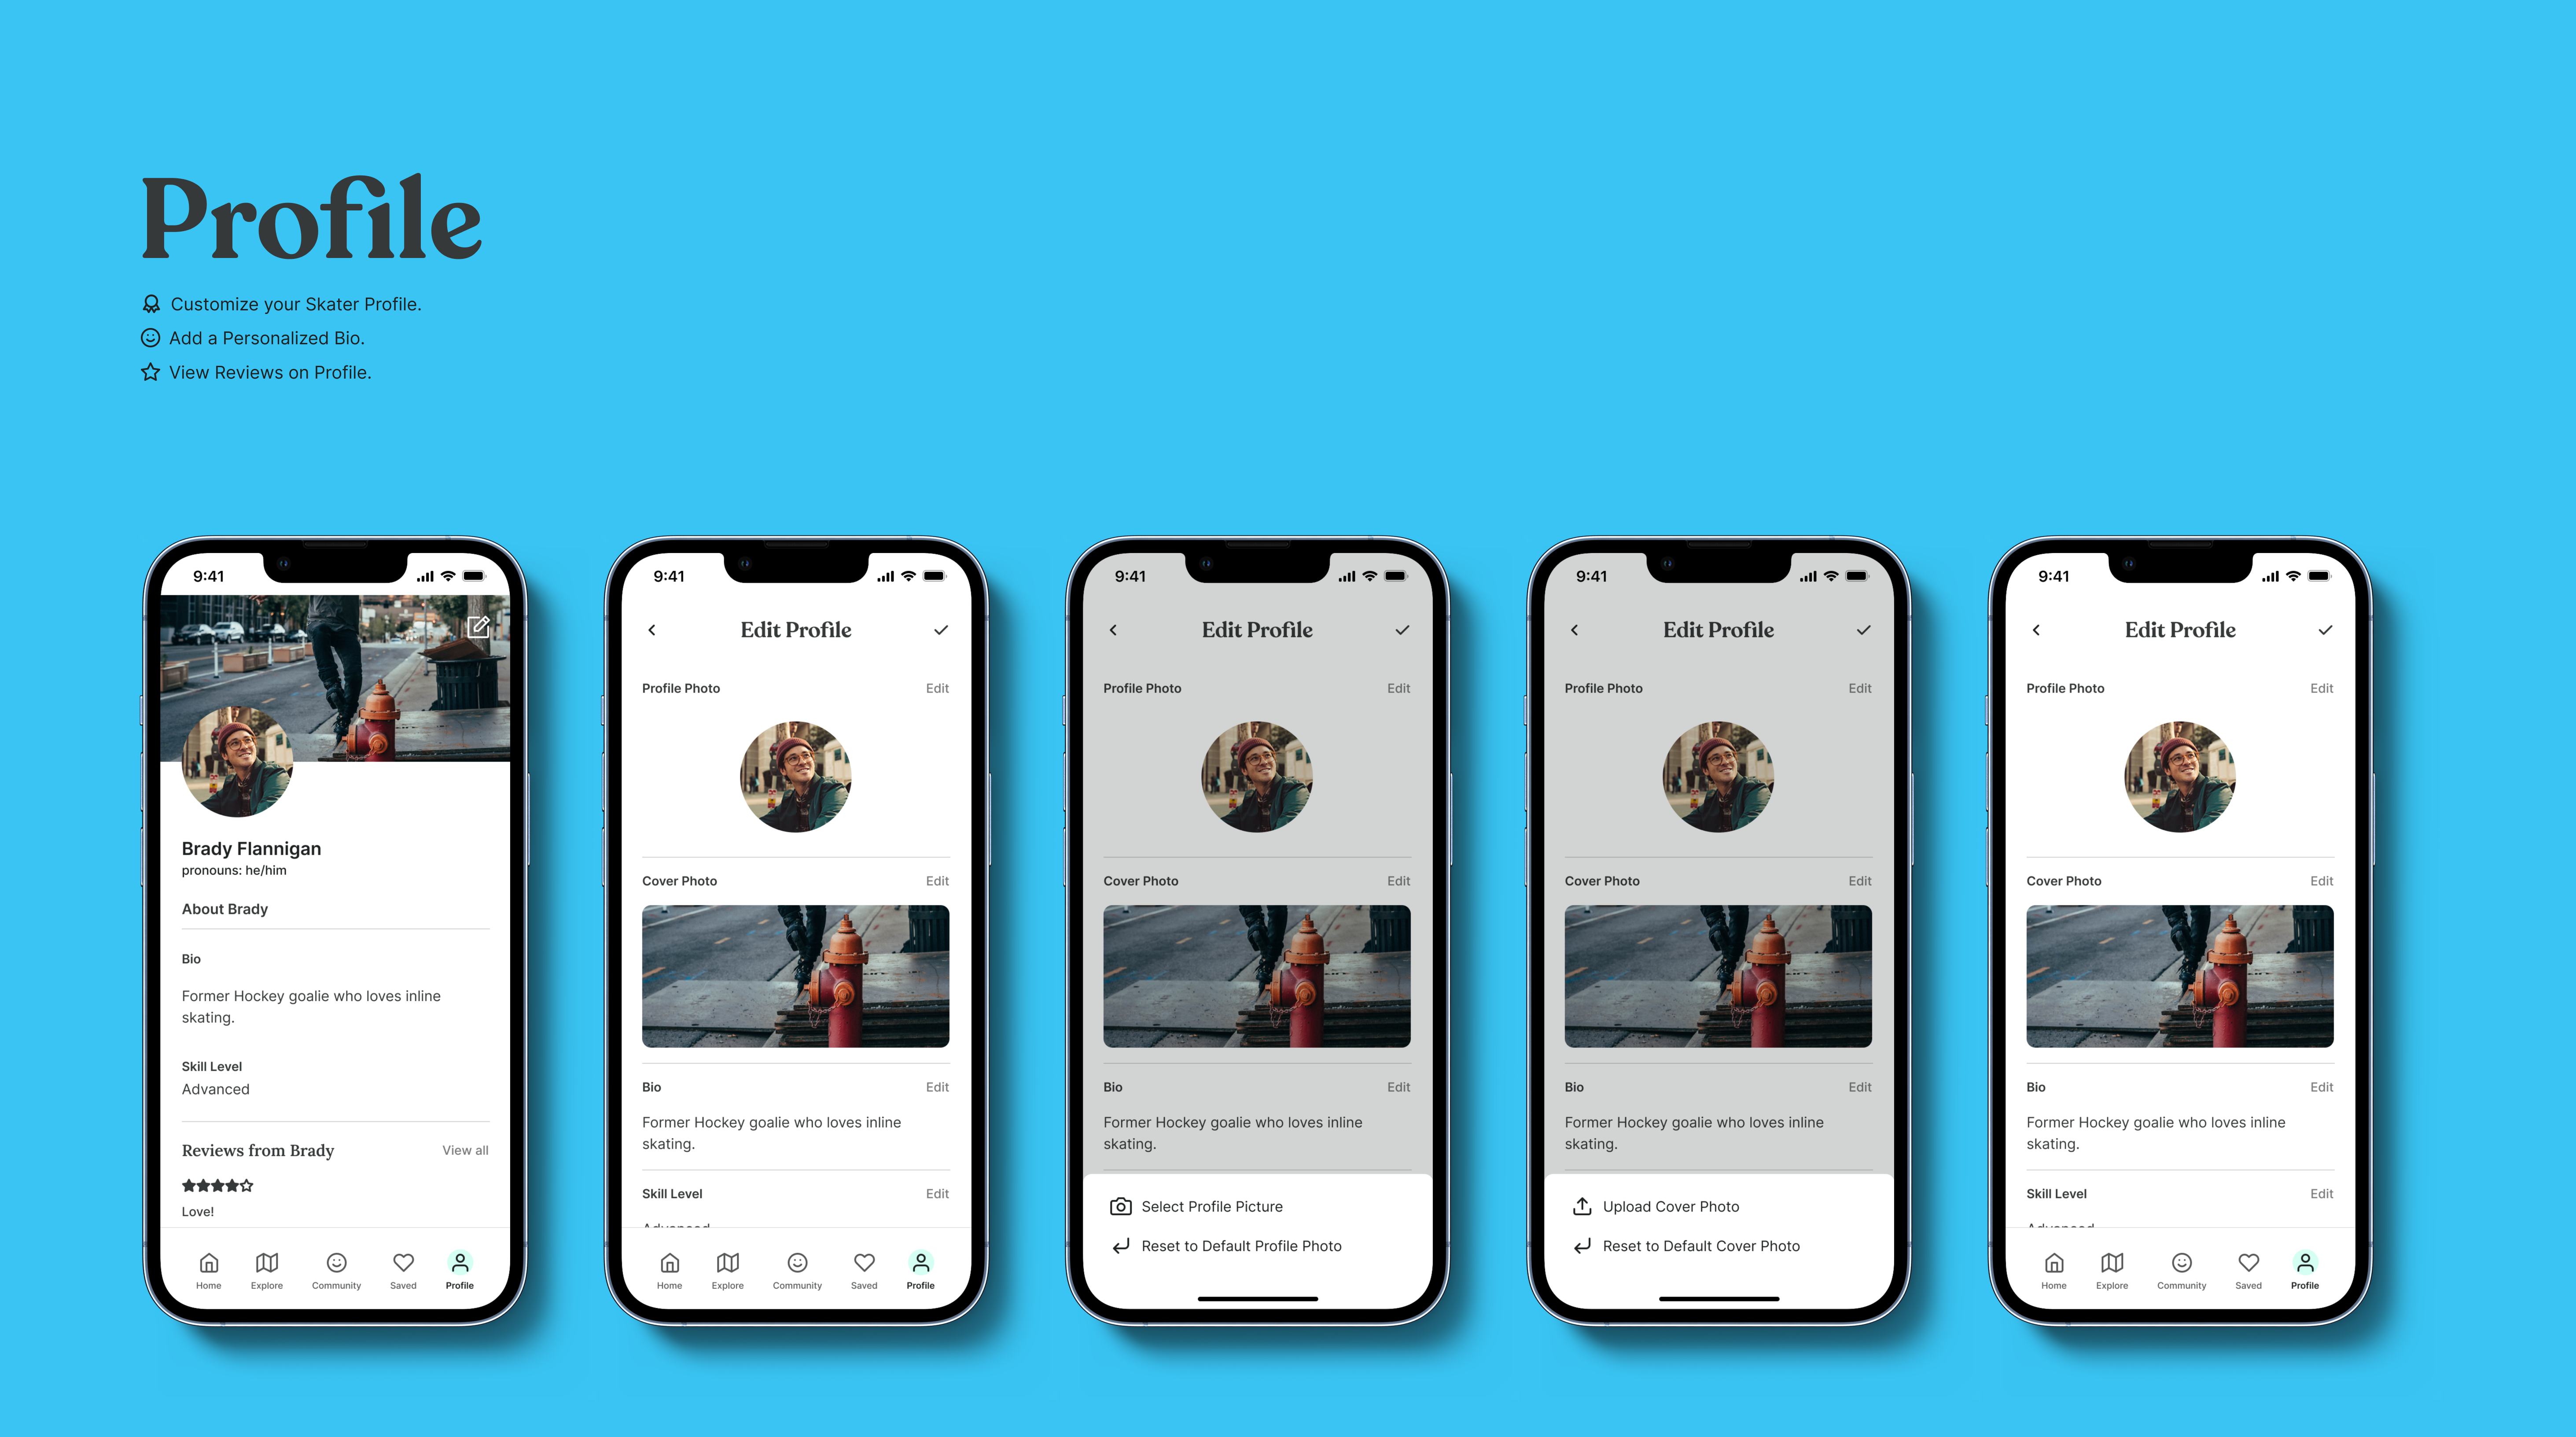 Profile
Customize your Skater Profile.
Add a Personalized Bio.
View Reviews on Profile.
9:41
Brady Flannigan
pronouns: he/him
About Brady
Bio
Former Hockey goalie who loves inline
skating.
Skill Level
Advanced
Reviews from Brady View all
Love!
Home Explore Community Saved Profile
9:41
Edit Profile
Profile Photo Edit
Cover Photo Edit
Bio Edit
Former Hockey goalie who loves inline
skating.
Skill Level Edit
Advanced
Home Explore Community Saved Profile
9:41
Edit Profile
Profile Photo Edit
Cover Photo Edit
Bio Edit
Former Hockey goalie who loves inline
skating.
Select Profile Picture
Reset to Default Profile Photo
9:41
Edit Profile
Profile Photo Edit
Cover Photo Edit
Bio Edit
Former Hockey goalie who loves inline
skating.
Upload Cover Photo
Reset to Default Cover Photo
9:41
Edit Profile
Profile Photo Edit
Cover Photo Edit
Bio Edit
Former Hockey goalie who loves inline
skating.
Skill Level Edit
Advanced
Home Explore Community Saved Profile